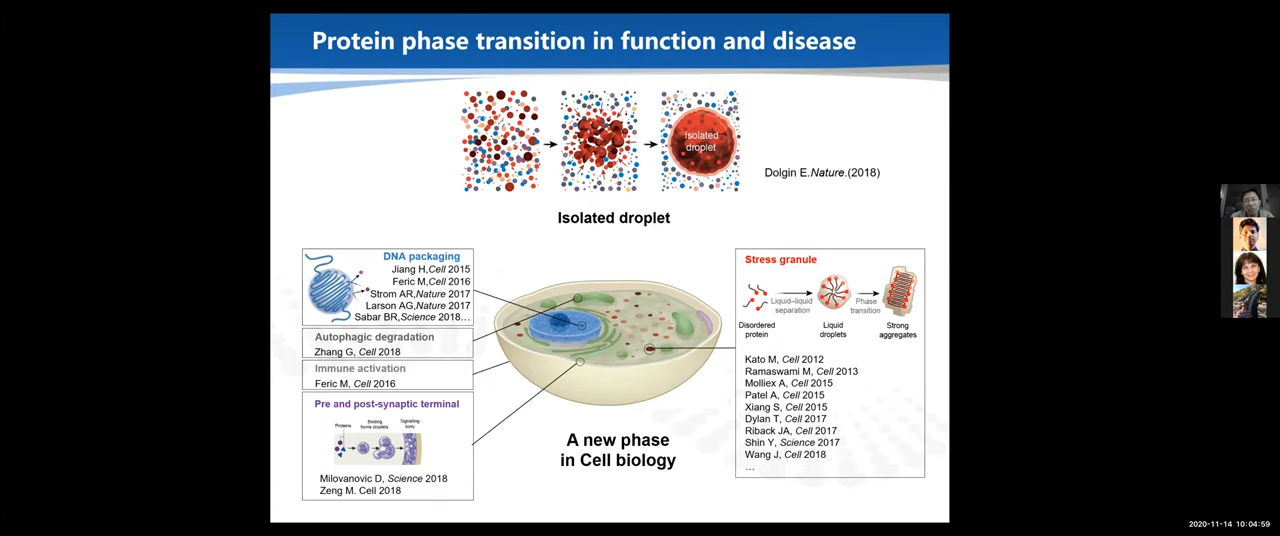 Protein phase transition in function and disease
Isolated
droplet
Dolgin E.Nature.(2018)
Isolated droplet
DNA packaging
Jiang H,Cell 2015
Feric M,Cell 2016
Strom AR,Nature 2017
Larson AG,Nature 2017
Sabar BR,Science 2018…
Autophagic degradation
Zhang G, Cell 2018
Immune activation
Feric M, Cell 2016
Pre and post-synaptic terminal
Proteins
Binding
forms droplets
Signaling
body
Milovanovic D, Science 2018
Zeng M. Cell 2018
A new phase
in Cell biology
Stress granule
Liquid–liquid
separation
Phase
transition
Disordered
protein
Liquid
droplets
Strong
aggregates
Kato M, Cell 2012
Ramaswami M, Cell 2013
Molliex A, Cell 2015
Patel A, Cell 2015
Xiang S, Cell 2015
Dylan T, Cell 2017
Riback JA, Cell 2017
Shin Y, Science 2017
Wang J, Cell 2018
…
2020-11-14 10:04:59